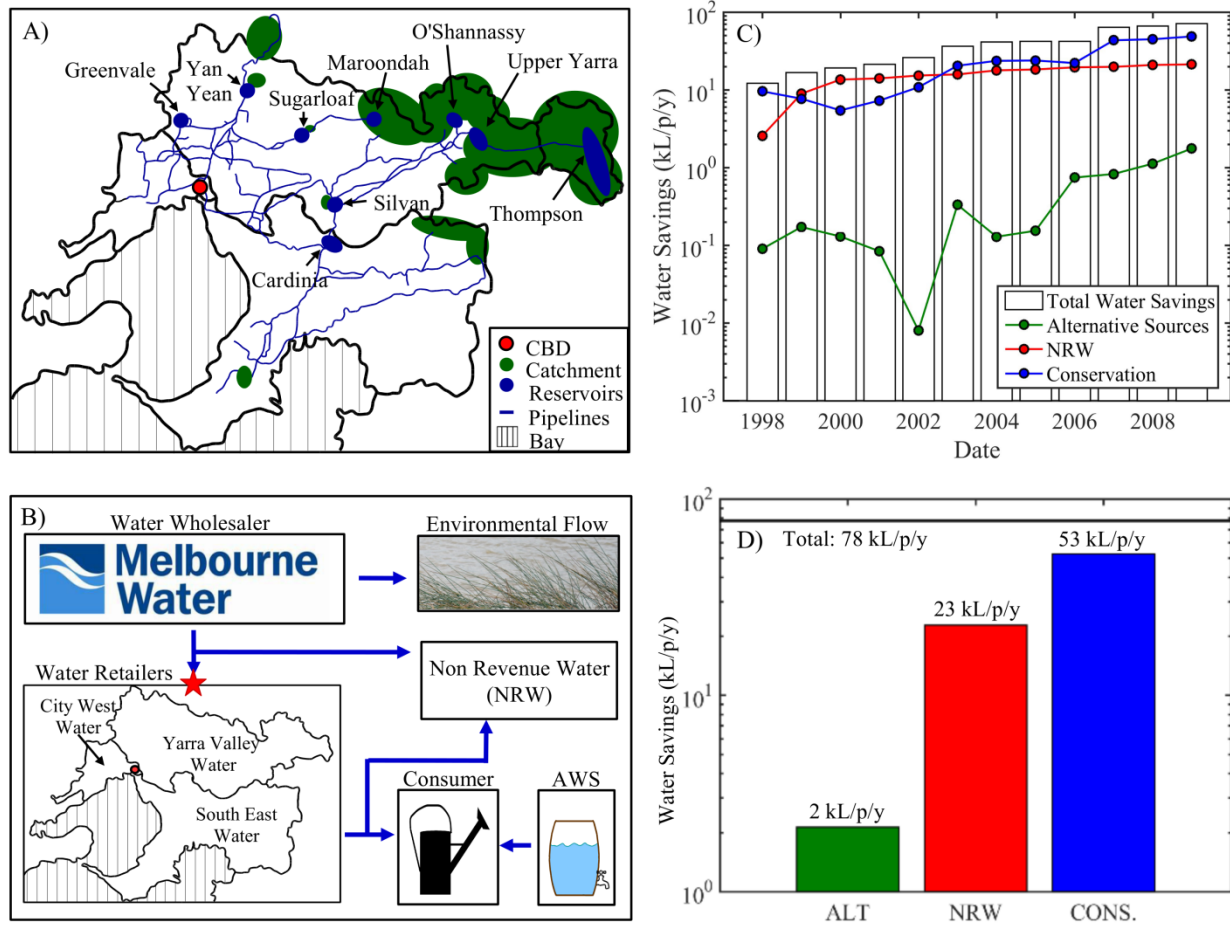 A)
Greenvale
Yan
Yean
Sugarloaf
Maroondah
O'Shannassy
Upper Yarra
Silvan
Thompson
Cardinia
CBD
Catchment
Reservoirs
Pipelines
Bay
C)
Water Savings (kL/p/y)
10^2
10^1
10^0
10^-1
10^-2
10^-3
Total Water Savings
Alternative Sources
NRW
Conservation
1998 2000 2002 2004 2006 2008
Date
B)
Water Wholesaler
Melbourne
Water
Environmental Flow
Non Revenue Water
(NRW)
Water Retailers
City West
Water
Yarra Valley
Water
South East
Water
Consumer
AWS
D)
Total: 78 kL/p/y
53 kL/p/y
23 kL/p/y
2 kL/p/y
Water Savings (kL/p/y)
10^2
10^1
10^0
ALT NRW CONS.